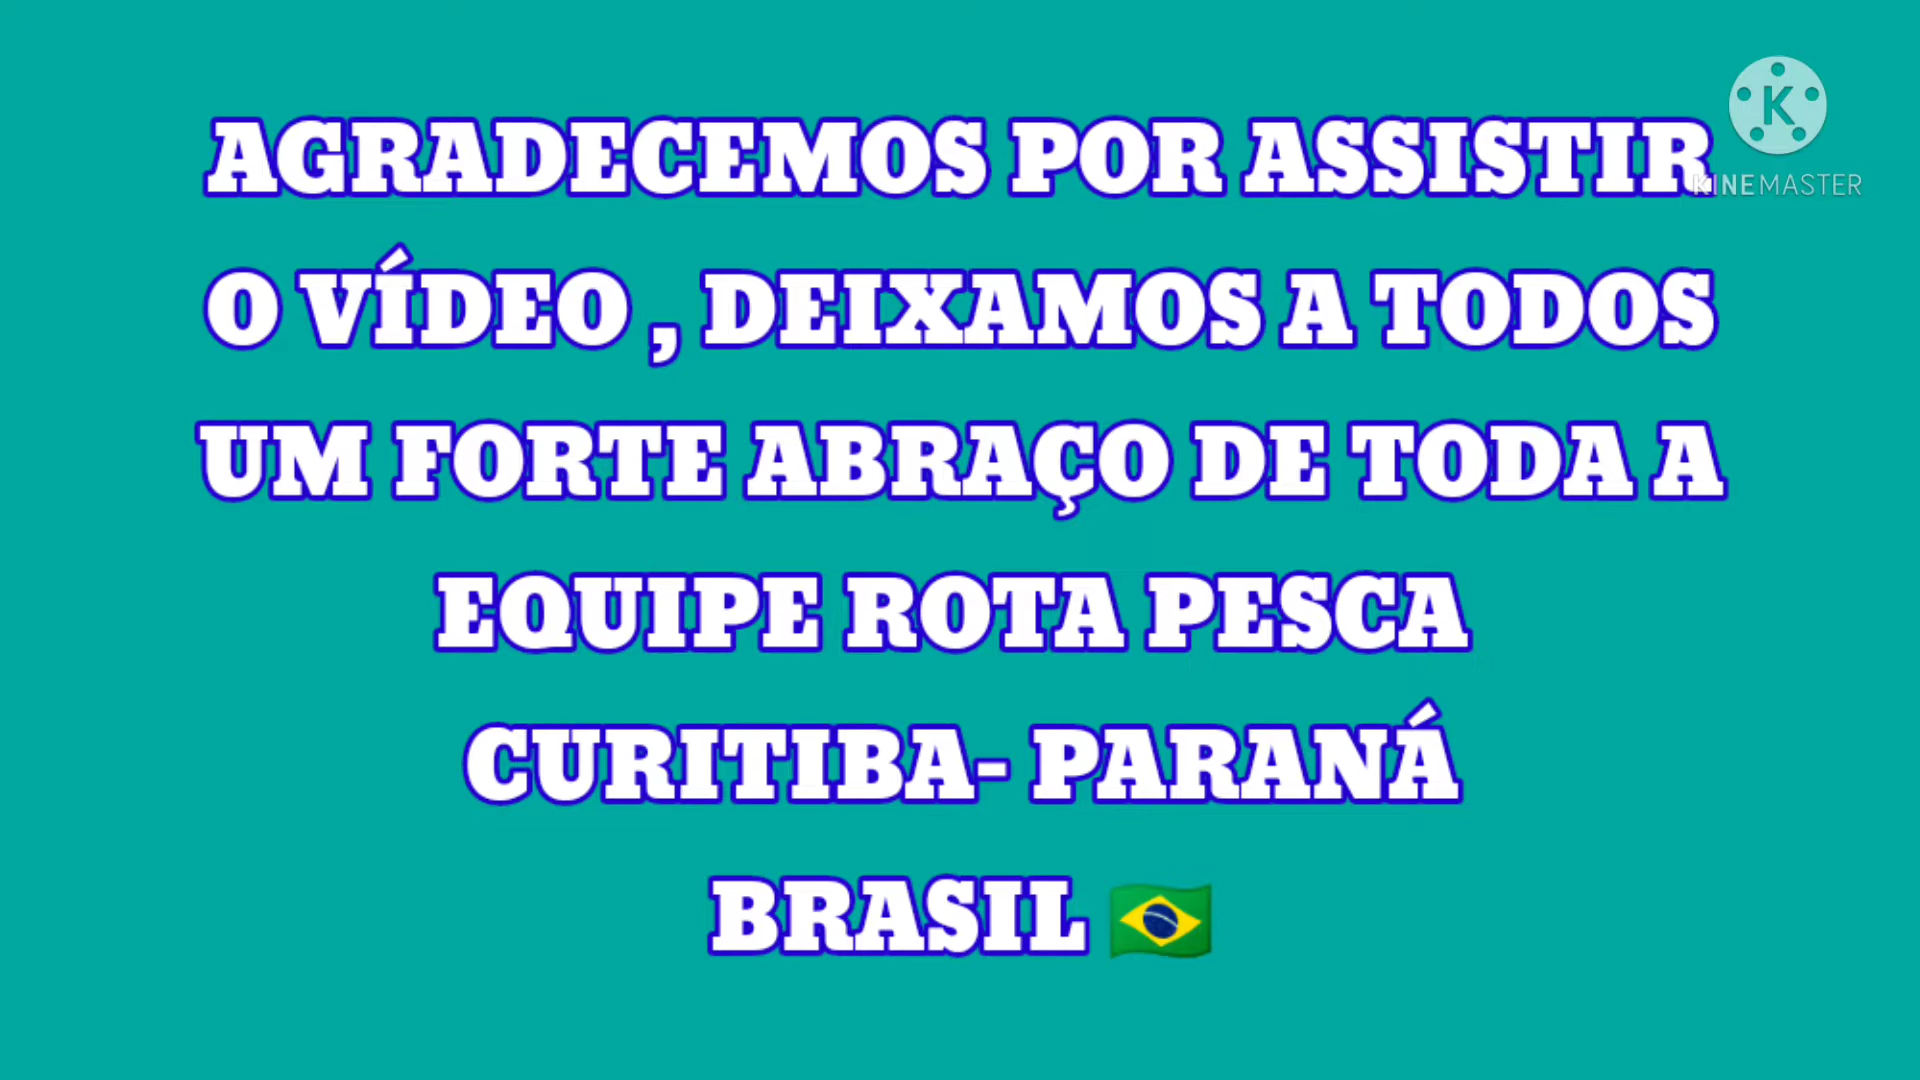 AGRADECEMOS POR ASSISTIR
O VÍDEO , DEIXAMOS A TODOS
UM FORTE ABRAÇO DE TODA A
EQUIPE ROTA PESCA
CURITIBA- PARANÁ
BRASIL 🇧🇷
K
KINEMASTER